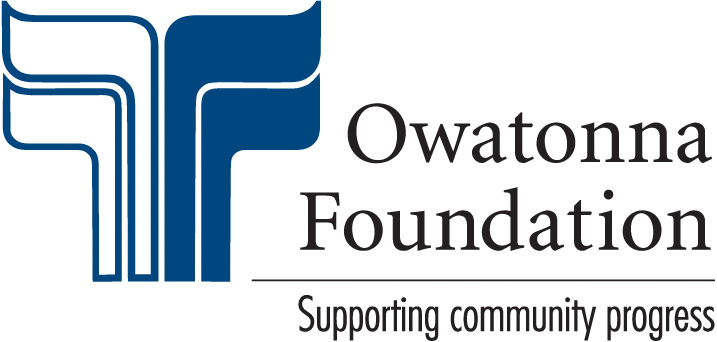 Owatonna
Foundation
Supporting community progress